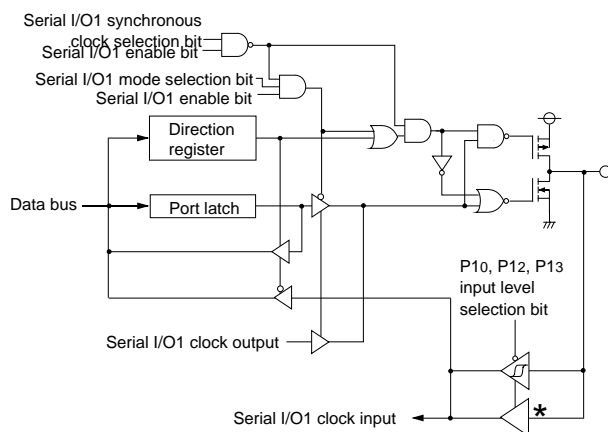 Serial I/O1 synchronous
clock selection bit
Serial I/O1 enable bit
Serial I/O1 mode selection bit
Serial I/O1 enable bit
Direction
register
Data bus
Port latch
P10, P12, P13
input level
selection bit
Serial I/O1 clock output
*
Serial I/O1 clock input